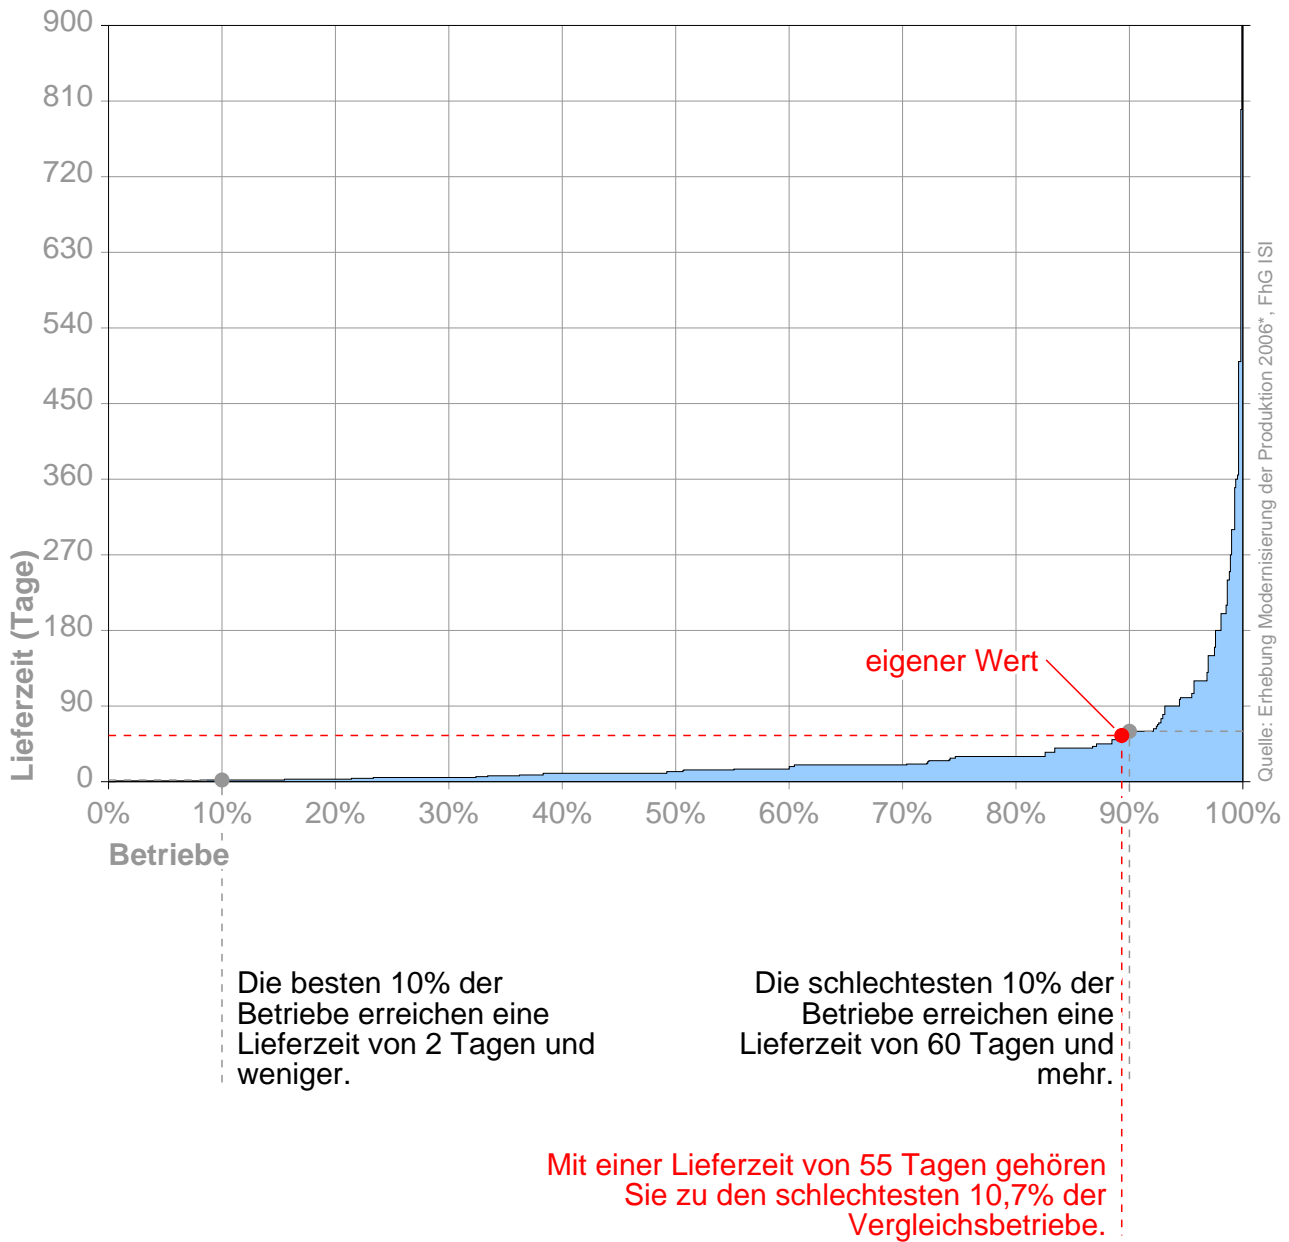 900
810
720
630
540
450
360
270
180
90
0
Lieferzeit (Tage)
0% 10% 20% 30% 40% 50% 60% 70% 80% 90% 100%
Betriebe
eigener Wert
Quelle: Erhebung Modernisierung der Produktion 2006*, FhG ISI
Die besten 10% der
Betriebe erreichen eine
Lieferzeit von 2 Tagen und
weniger.
Die schlechtesten 10% der
Betriebe erreichen eine
Lieferzeit von 60 Tagen und
mehr.
Mit einer Lieferzeit von 55 Tagen gehören
Sie zu den schlechtesten 10,7% der
Vergleichsbetriebe.